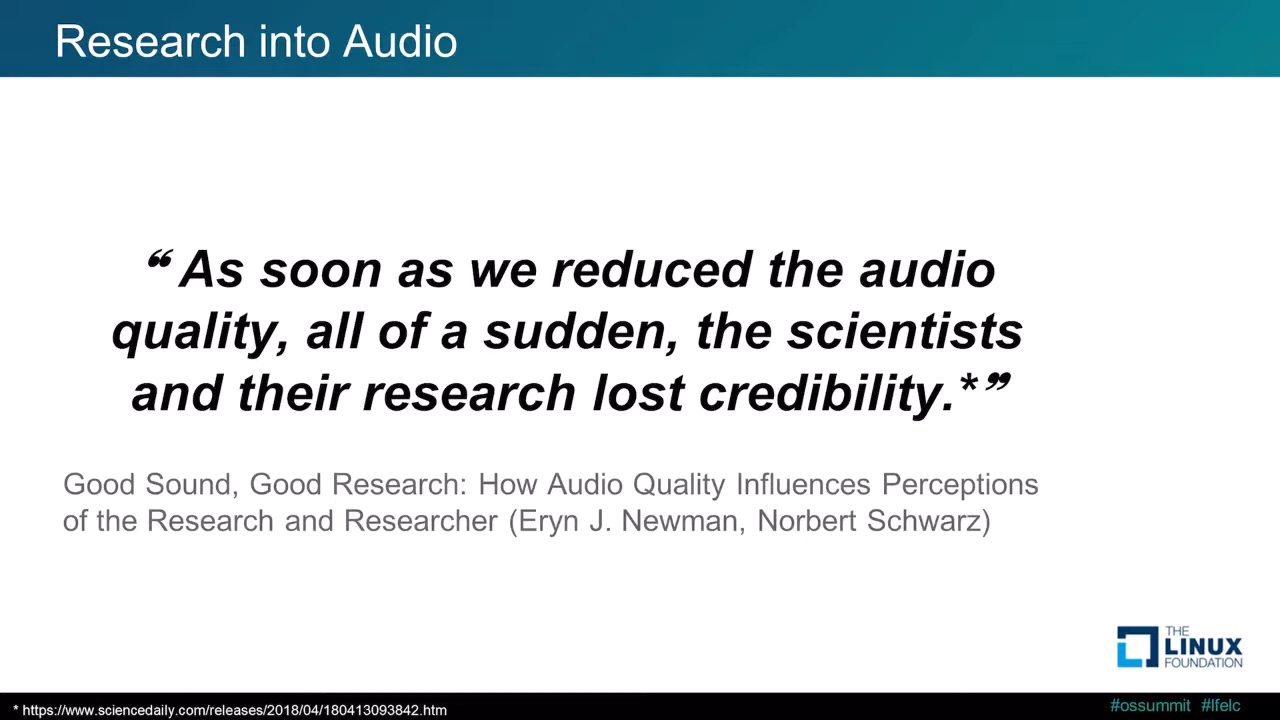 Research into Audio
❝ As soon as we reduced the audio
quality, all of a sudden, the scientists
and their research lost credibility.*❞
Good Sound, Good Research: How Audio Quality Influences Perceptions
of the Research and Researcher (Eryn J. Newman, Norbert Schwarz)
THE
LINUX
FOUNDATION
* https://www.sciencedaily.com/releases/2018/04/180413093842.htm
#ossummit #lfelc